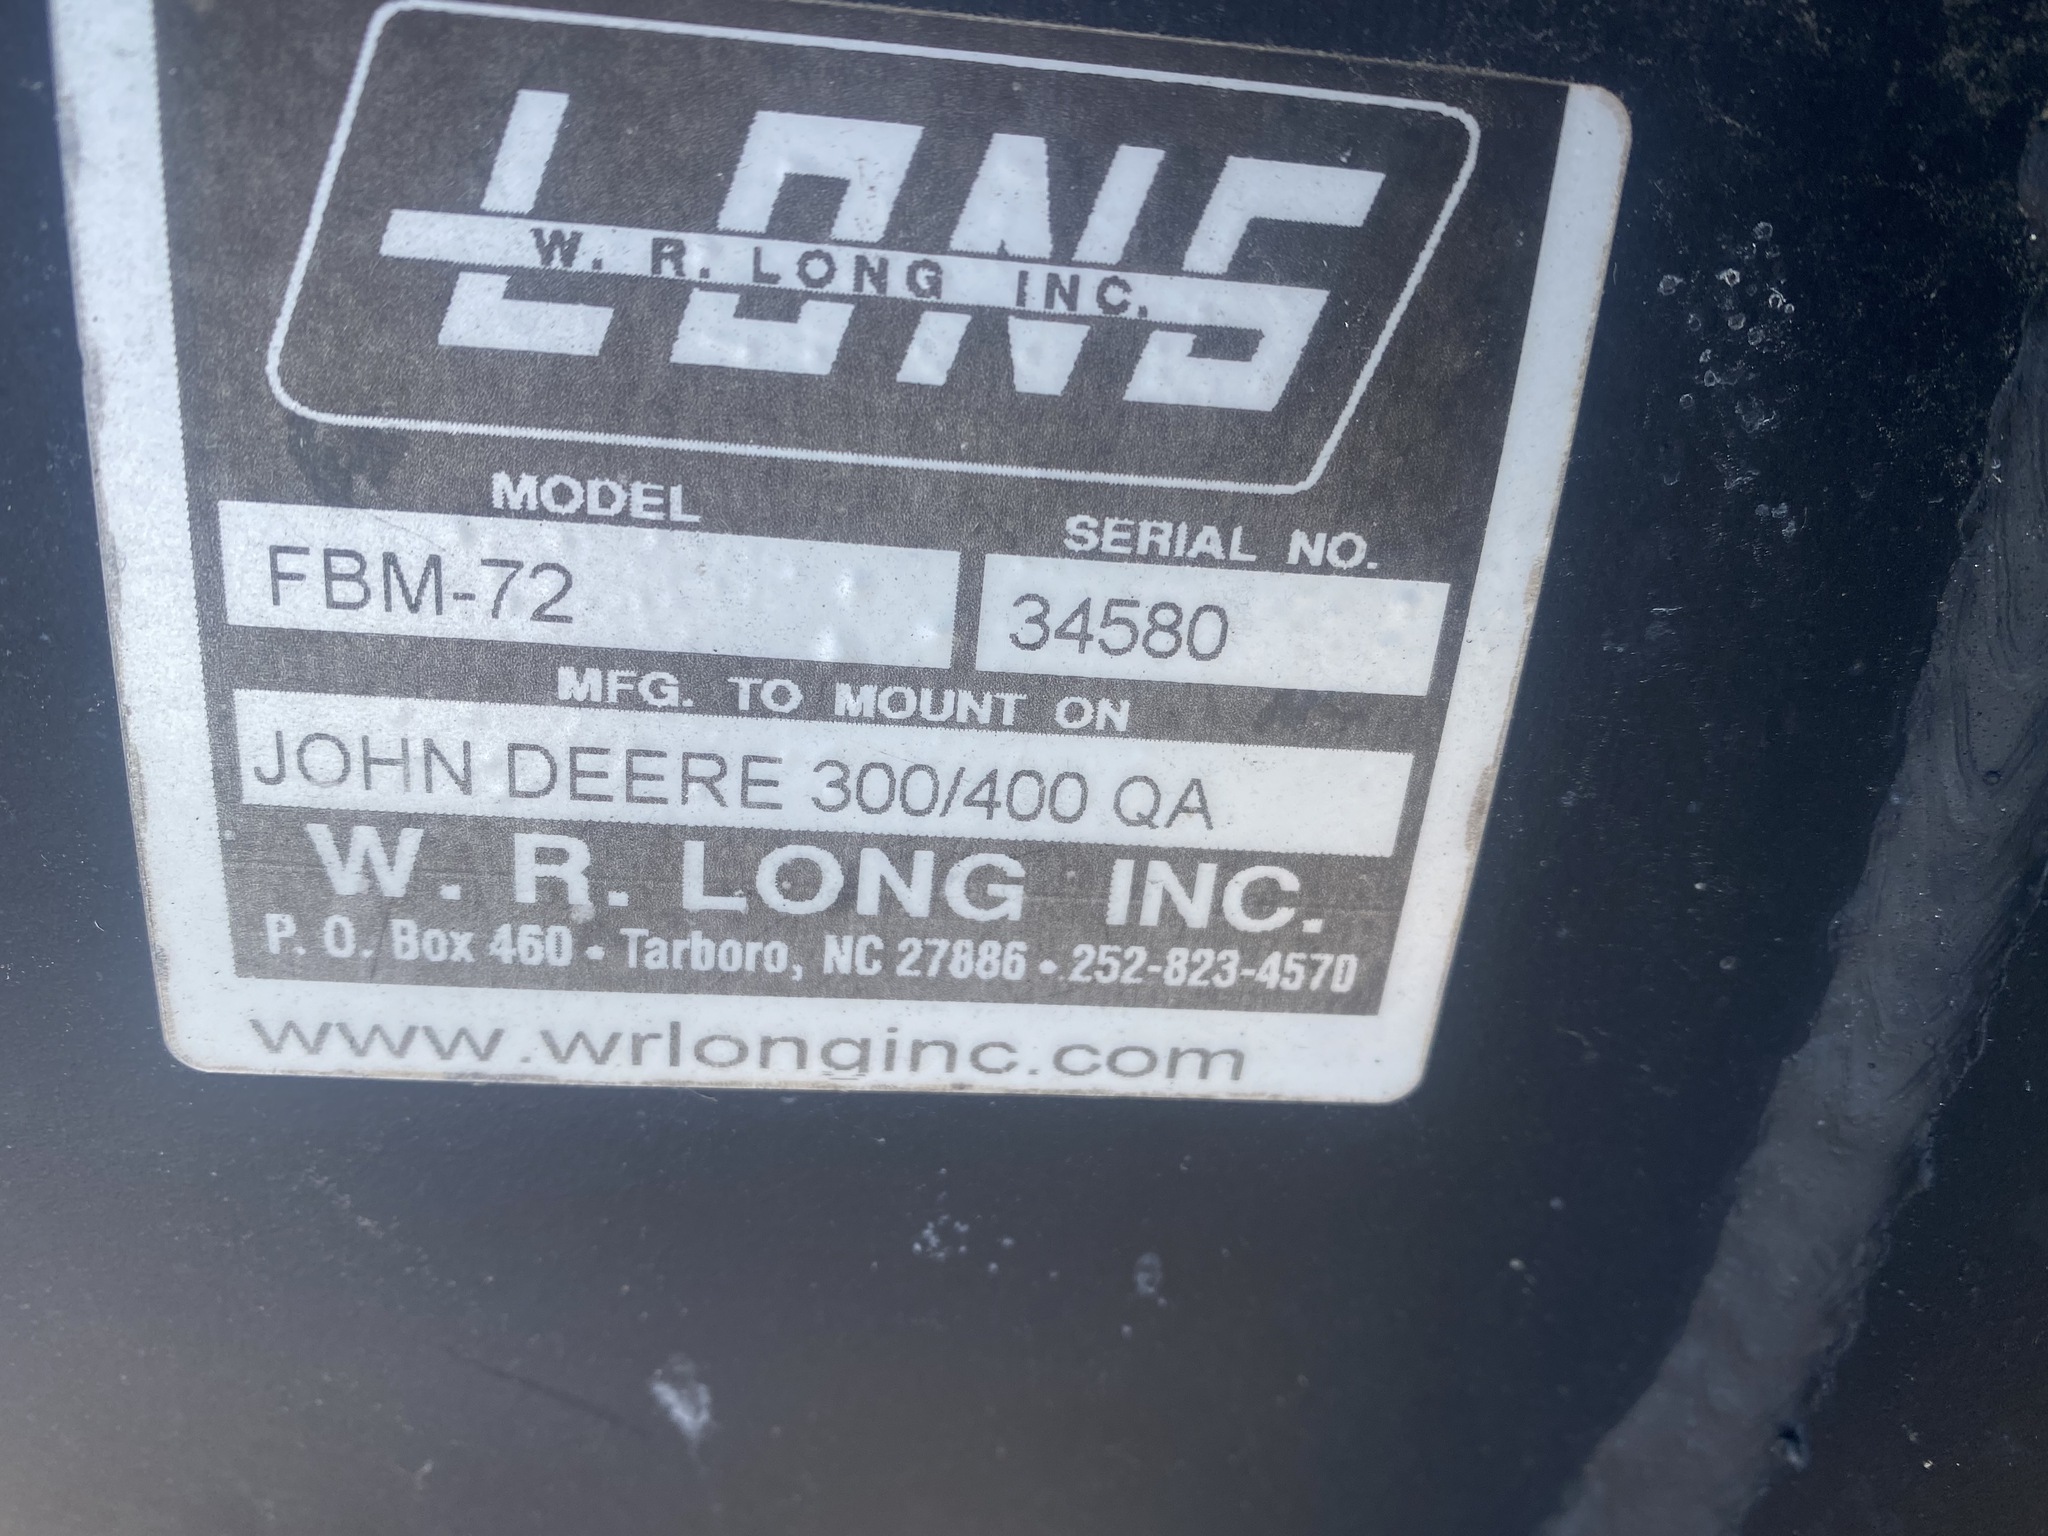 LONG
W. R. LONG INC.
MODEL
SERIAL NO.
FBM-72
34580
MFG. TO MOUNT ON
JOHN DEERE 300/400 QA
W. R. LONG INC.
P. O. Box 460 • Tarboro, NC 27886 • 252-823-4570
www.wrlonginc.com